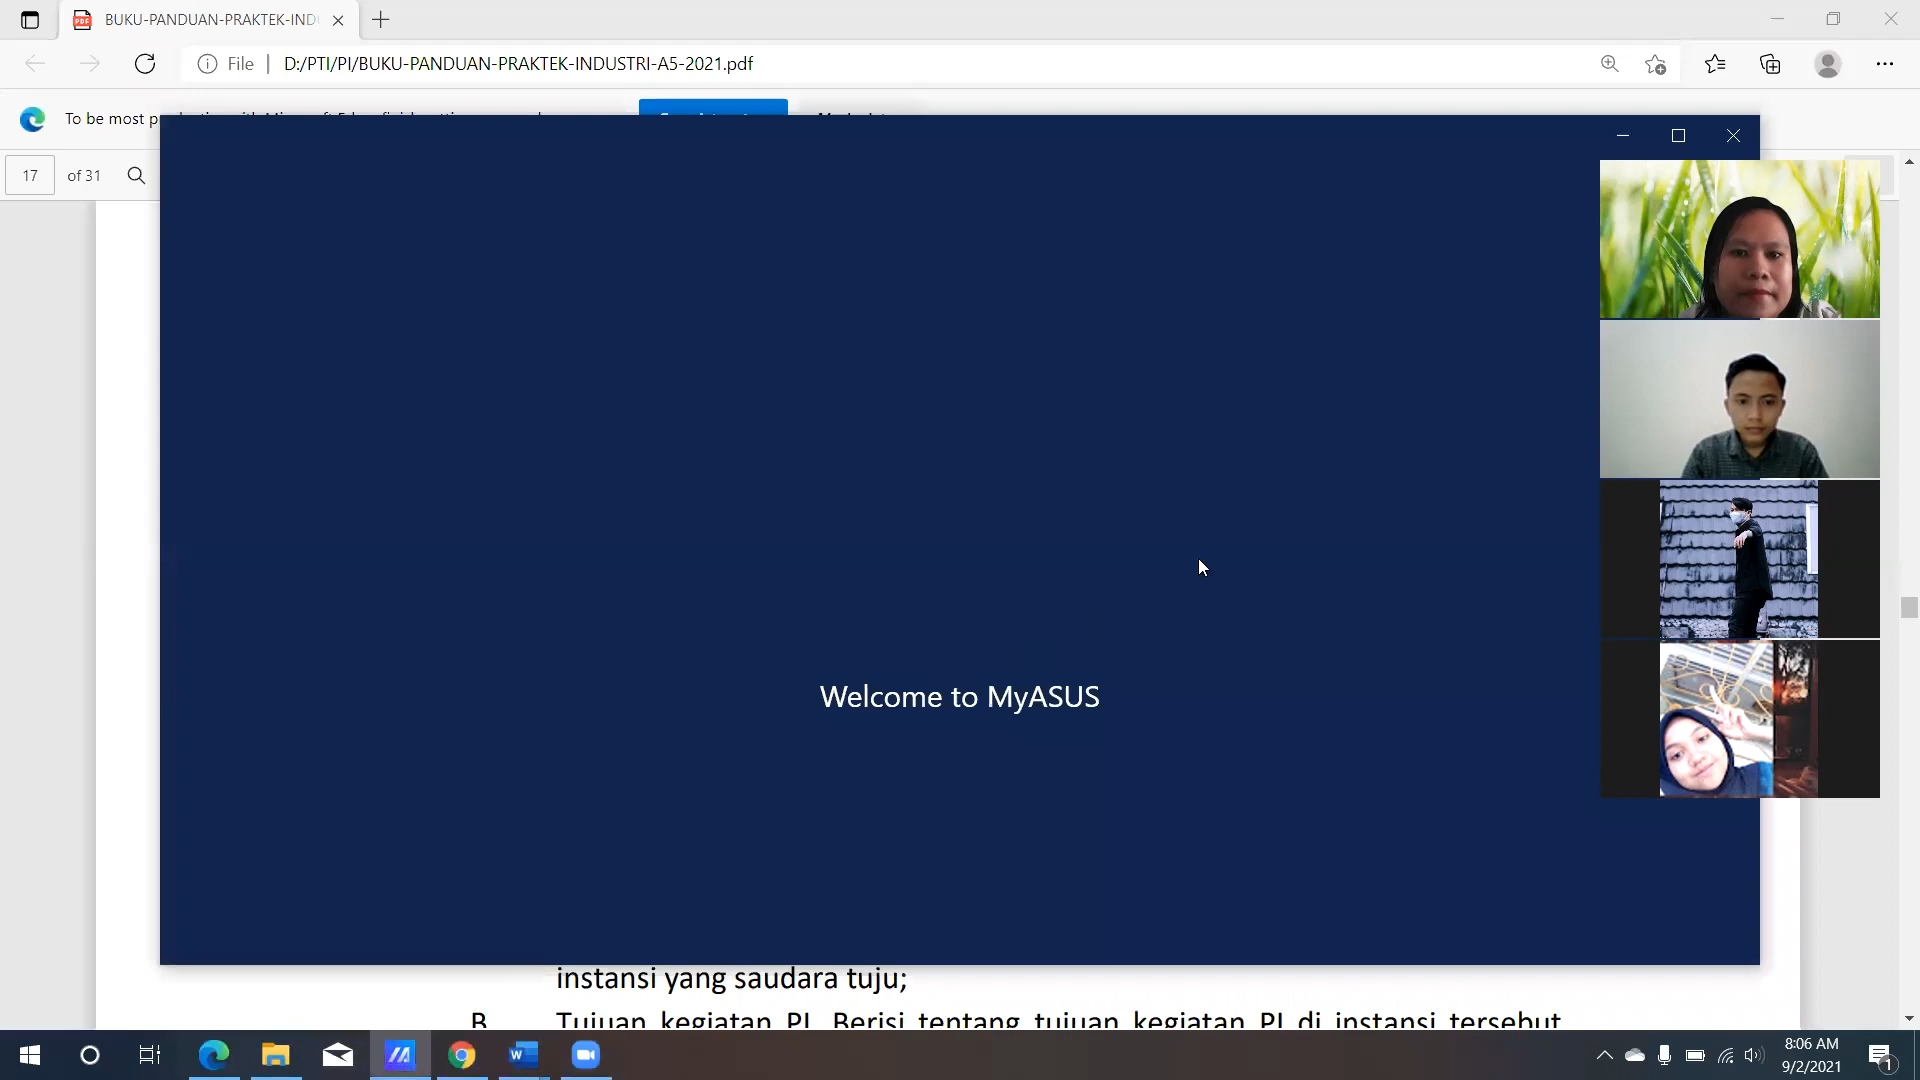 BUKU-PANDUAN-PRAKTEK-IND
File
D:/PTI/PI/BUKU-PANDUAN-PRAKTEK-INDUSTRI-A5-2021.pdf
To be most
17 of 31
Welcome to MyASUS
instansi yang saudara tuju;
B Tujuan kegiatan PI. Berisi tentang tujuan kegiatan PI di instansi tersebut
8:06 AM
9/2/2021
1